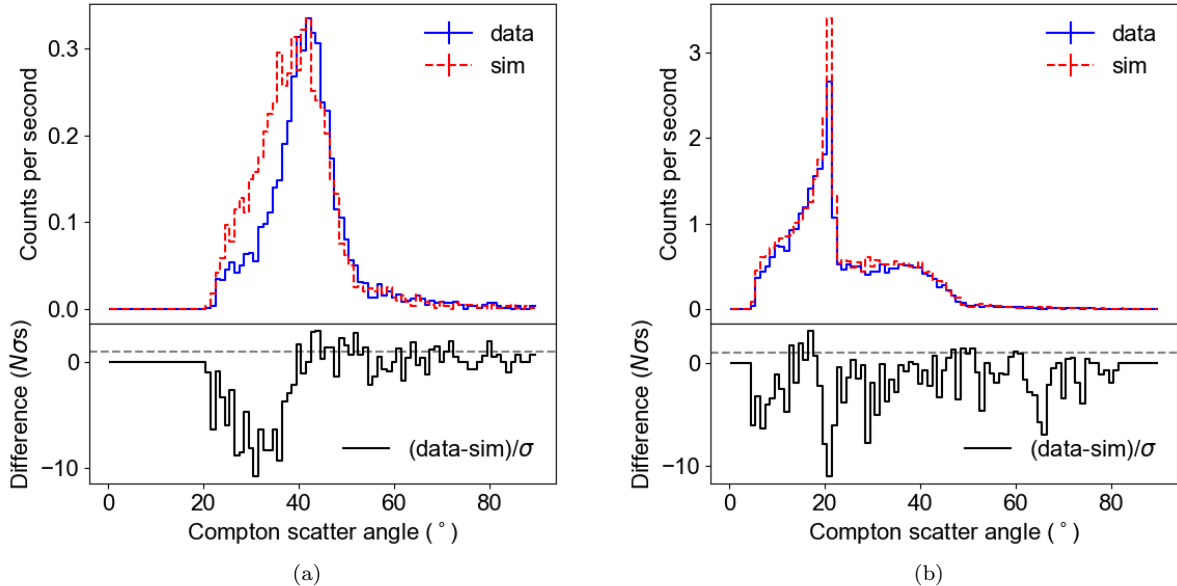 data
sim
Counts per second
0.3
0.2
0.1
0.0
Difference (Nσs)
0
−10
(data-sim)/σ
0 20 40 60 80
Compton scatter angle (°)
(a)
data
sim
Counts per second
3
2
1
0
Difference (Nσs)
0
−10
(data-sim)/σ
0 20 40 60 80
Compton scatter angle (°)
(b)